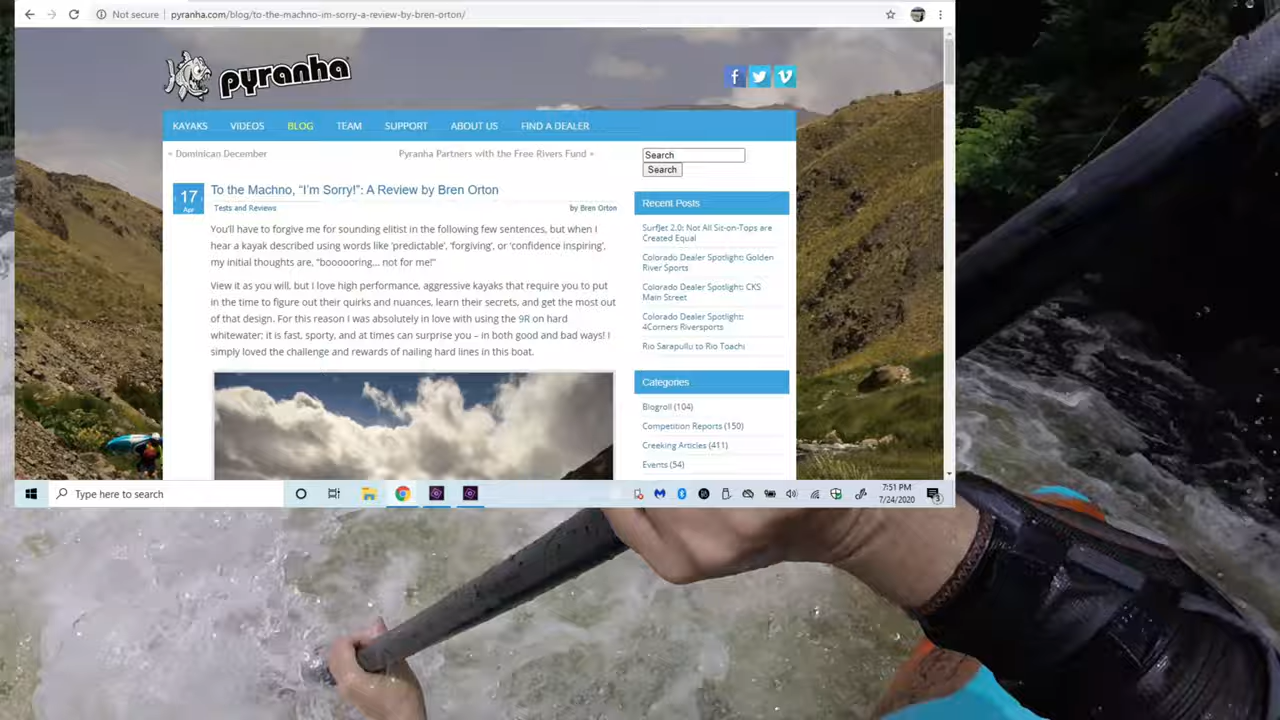 Not secure | pyranha.com/blog/to-the-machno-im-sorry-a-review-by-bren-orton/
pyranha
KAYAKS VIDEOS BLOG TEAM SUPPORT ABOUT US FIND A DEALER
« Dominican December Pyranha Partners with the Free Rivers Fund »
Search
Search
17
Apr
To the Machno, “I’m Sorry!”: A Review by Bren Orton
Tests and Reviews by Bren Orton
You’ll have to forgive me for sounding elitist in the following few sentences, but when I
hear a kayak described using words like ‘predictable’, ‘forgiving’, or ‘confidence inspiring’,
my initial thoughts are, “boooooring… not for me!”
View it as you will, but I love high performance, aggressive kayaks that require you to put
in the time to figure out their quirks and nuances, learn their secrets, and get the most out
of that design. For this reason I was absolutely in love with using the 9R on hard
whitewater; it is fast, sporty, and at times can surprise you – in both good and bad ways! I
simply loved the challenge and rewards of nailing hard lines in this boat.
Recent Posts
SurfJet 2.0: Not All Sit-on-Tops are
Created Equal
Colorado Dealer Spotlight: Golden
River Sports
Colorado Dealer Spotlight: CKS
Main Street
Colorado Dealer Spotlight:
4Corners Riversports
Rio Sarapullu to Rio Toachi
Categories
Blogroll (104)
Competition Reports (150)
Creeking Articles (411)
Events (54)
Type here to search
7:51 PM
7/24/2020
3